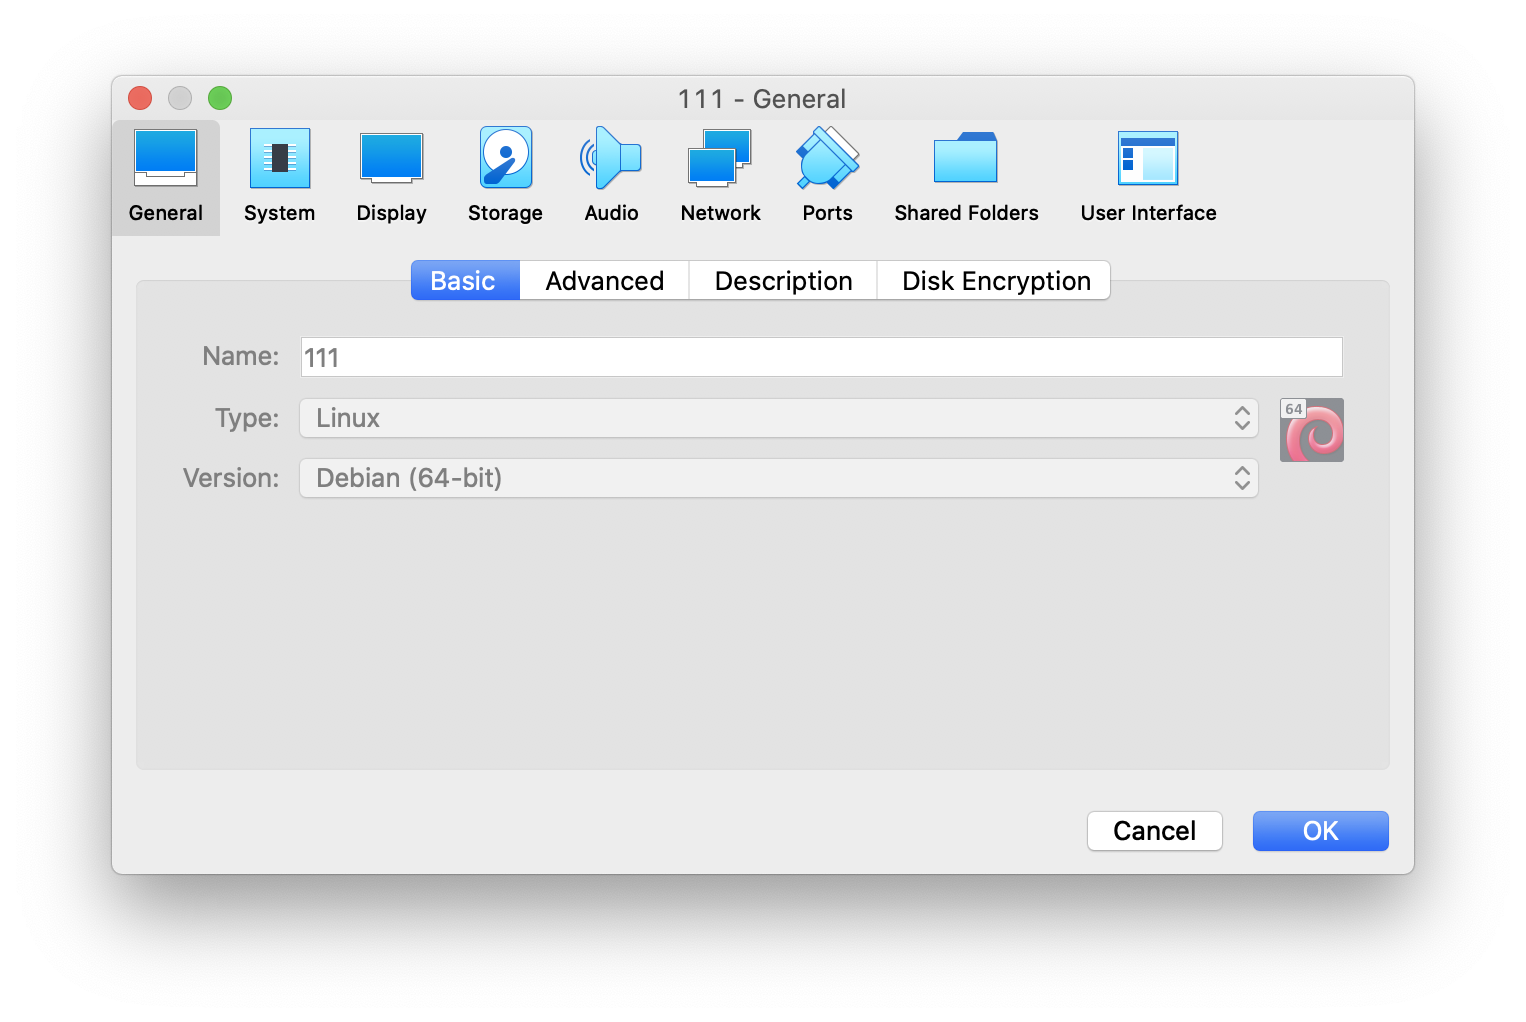 111 - General
General System Display Storage Audio Network Ports Shared Folders User Interface
Basic Advanced Description Disk Encryption
Name: 111
Type: Linux
64
Version: Debian (64-bit)
Cancel OK